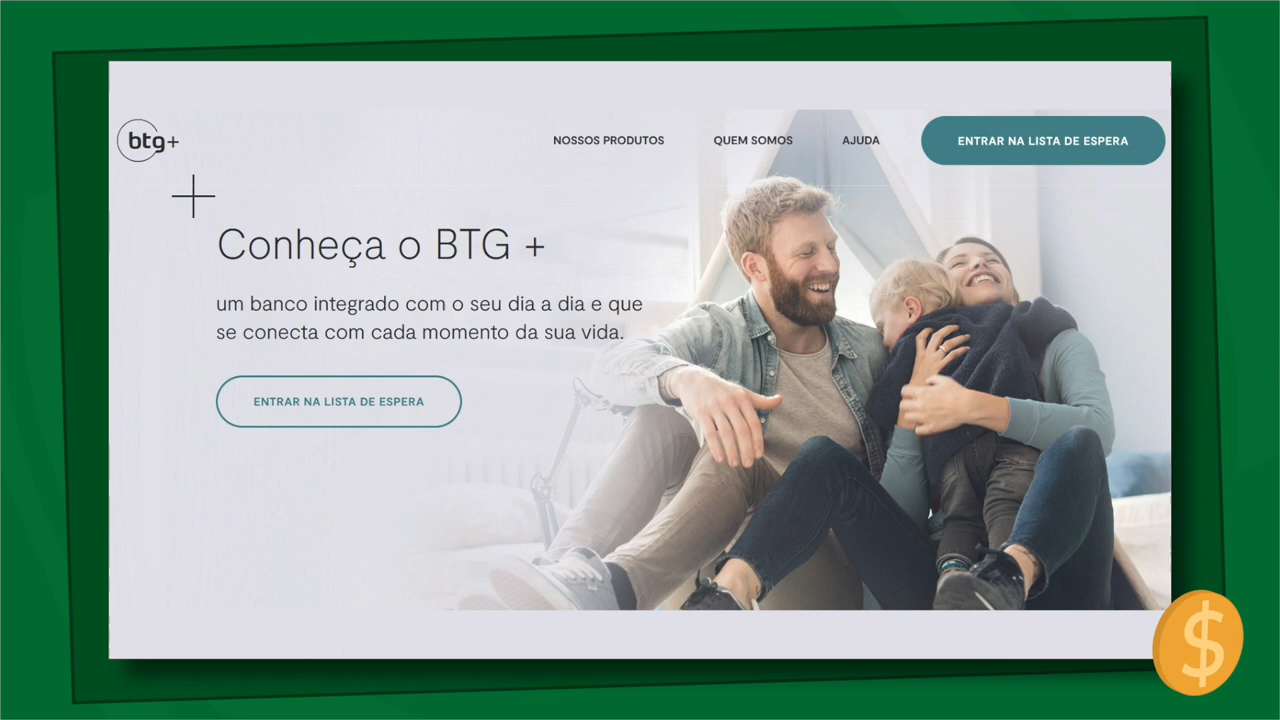 btg+
NOSSOS PRODUTOS
QUEM SOMOS
AJUDA
ENTRAR NA LISTA DE ESPERA
Conheça o BTG +
um banco integrado com o seu dia a dia e que
se conecta com cada momento da sua vida.
ENTRAR NA LISTA DE ESPERA
$